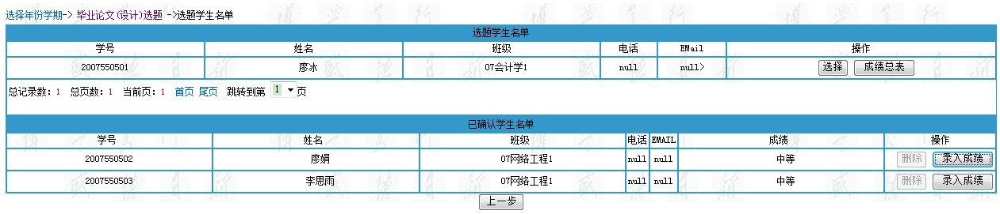 选择年份学期-> 毕业论文(设计)选题 ->选题学生名单
选题学生名单
学号 姓名 班级 电话 EMail 操作
2007550501 廖冰 07会计学1 null null> 选择 成绩总表
总记录数：1 总页数：1 当前页：1 首页 尾页 跳转到第 1 页
已确认学生名单
学号 姓名 班级 电话 EMAIL 成绩 操作
2007550502 廖娟 07网络工程1 null null 中等 删除 录入成绩
2007550503 李思雨 07网络工程1 null null 中等 删除 录入成绩
上一步